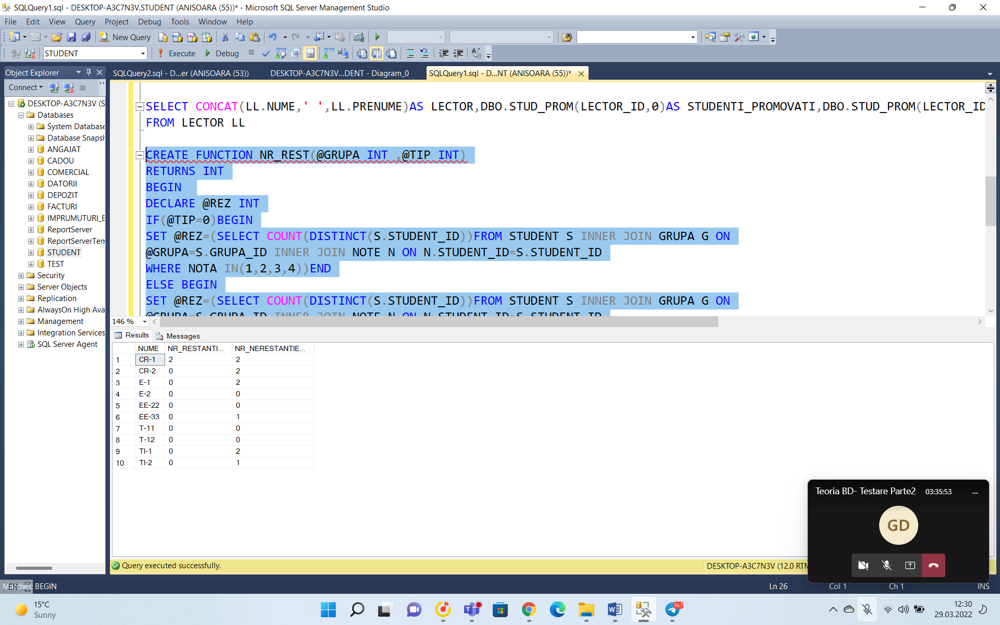 SQLQuery1.sql - DESKTOP-A3C7N3V.STUDENT (ANISOARA (55))* - Microsoft SQL Server Management Studio
File Edit View Query Project Debug Tools Window Help
New Query
STUDENT Execute Debug
Object Explorer
SQLQuery2.sql - D...er (ANISOARA (53)) DESKTOP-A3C7N3V...DENT - Diagram_0 SQLQuery1.sql - D...NT (ANISOARA (55))*
Connect
DESKTOP-A3C7N3V (S
Databases
System Database
Database Snapsh
ANGAJAT
CADOU
COMERCIAL
DATORII
DEPOZIT
FACTURI
IMPRUMUTURI_E
ReportServer
ReportServerTem
STUDENT
TEST
Security
Server Objects
Replication
AlwaysOn High Ava
Management
Integration Services
SQL Server Agent
SELECT CONCAT(LL.NUME,' ',LL.PRENUME)AS LECTOR,DBO.STUD_PROM(LECTOR_ID,0)AS STUDENTI_PROMOVATI,DBO.STUD_PROM(LECTOR_ID
FROM LECTOR LL
CREATE FUNCTION NR_REST(@GRUPA INT ,@TIP INT)
RETURNS INT
BEGIN
DECLARE @REZ INT
IF(@TIP=0)BEGIN
SET @REZ=(SELECT COUNT(DISTINCT(S.STUDENT_ID))FROM STUDENT S INNER JOIN GRUPA G ON
@GRUPA=S.GRUPA_ID INNER JOIN NOTE N ON N.STUDENT_ID=S.STUDENT_ID
WHERE NOTA IN(1,2,3,4))END
ELSE BEGIN
SET @REZ=(SELECT COUNT(DISTINCT(S.STUDENT_ID))FROM STUDENT S INNER JOIN GRUPA G ON
@GRUPA=S.GRUPA_ID INNER JOIN NOTE N ON N.STUDENT_ID=S.STUDENT_ID
146 %
Results Messages
NUME NR_RESTANTI... NR_NERESTANTIE...
1 CR-1 2 2
2 CR-2 0 2
3 E-1 0 2
4 E-2 0 0
5 EE-22 0 0
6 EE-33 0 1
7 T-11 0 0
8 T-12 0 0
9 TI-1 0 2
10 TI-2 0 1
Teoria BD- Testare Parte2 03:35:53
GD
Query executed successfully.
DESKTOP-A3C7N3V (12.0 RTM
Matches: BEGIN
Ln 26 Col 1 Ch 1 INS
15°C
Sunny
967
12:30
29.03.2022